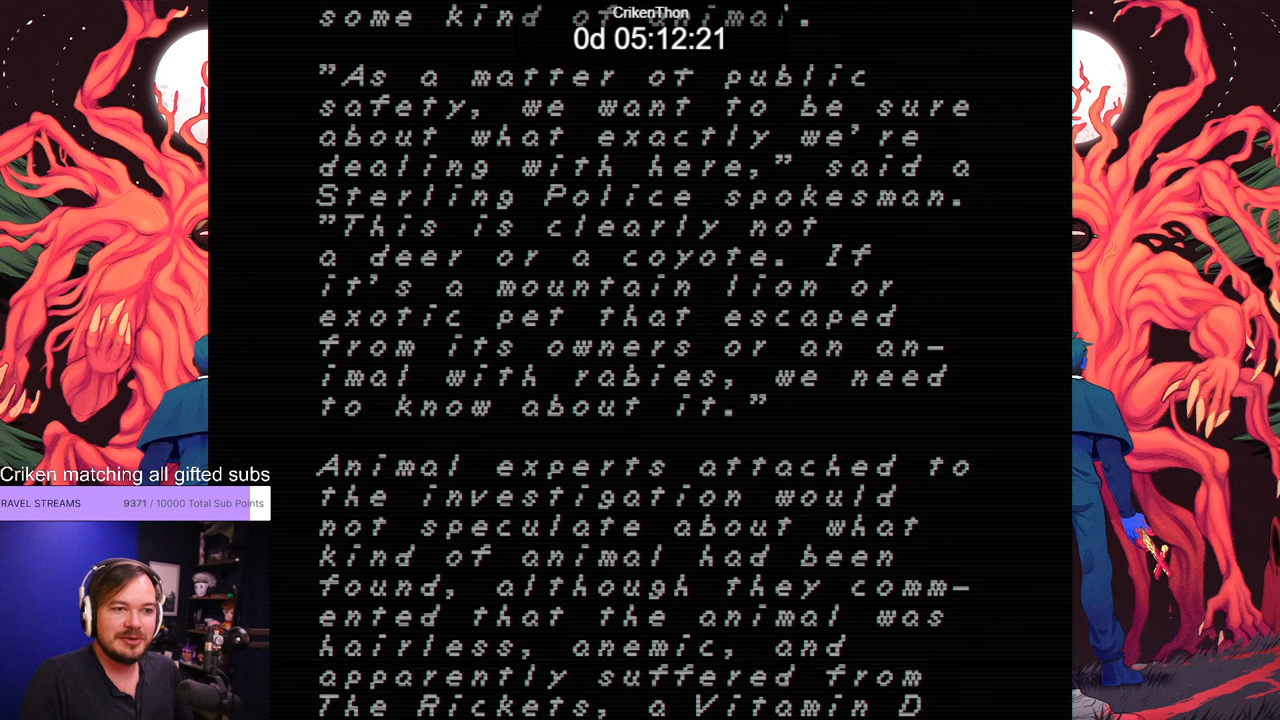 CrikenThon
0d 05:12:21
some kind of animal.
"As a matter of public
safety, we want to be sure
about what exactly we're
dealing with here," said a
Sterling Police spokesman.
"This is clearly not
a deer or a coyote. If
it's a mountain lion or
exotic pet that escaped
from its owners or an an-
imal with rabies, we need
to know about it."
Animal experts attached to
the investigation would
not speculate about what
kind of animal had been
found, although they comm-
ented that the animal was
hairless, anemic, and
apparently suffered from
The Rickets, a Vitamin D
Criken matching all gifted subs
RAVEL STREAMS 9371 / 10000 Total Sub Points